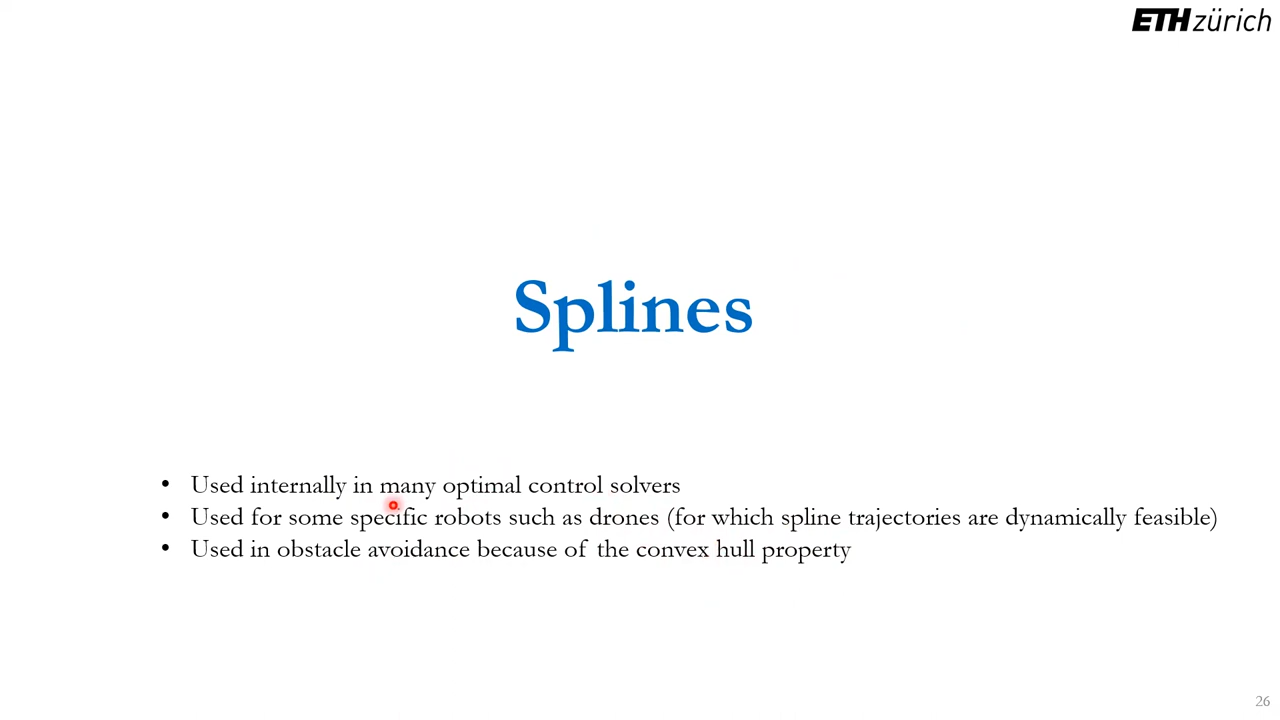 ETH zürich
Splines
• Used internally in many optimal control solvers
• Used for some specific robots such as drones (for which spline trajectories are dynamically feasible)
• Used in obstacle avoidance because of the convex hull property
26